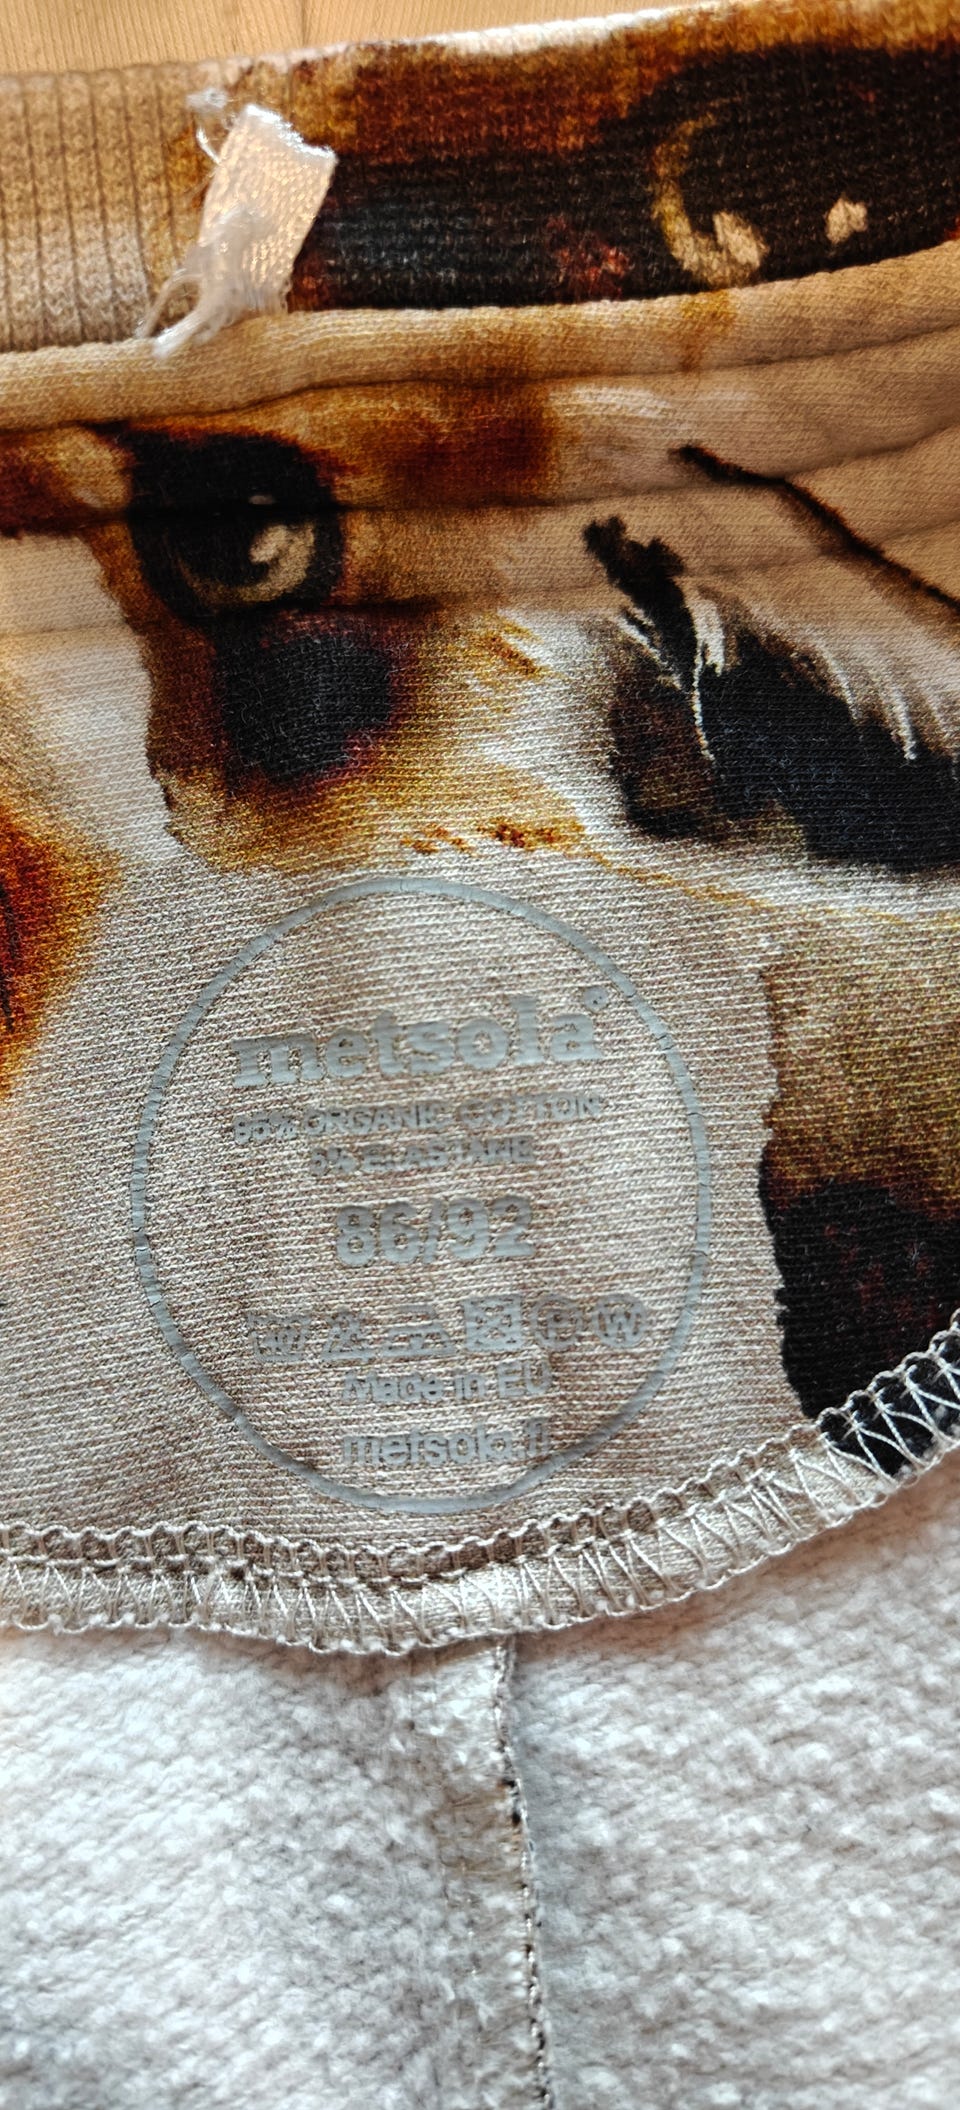 metsola®
95% ORGANIC COTTON
5% ELASTANE
86/92
P W
Made in EU
metsola.fi